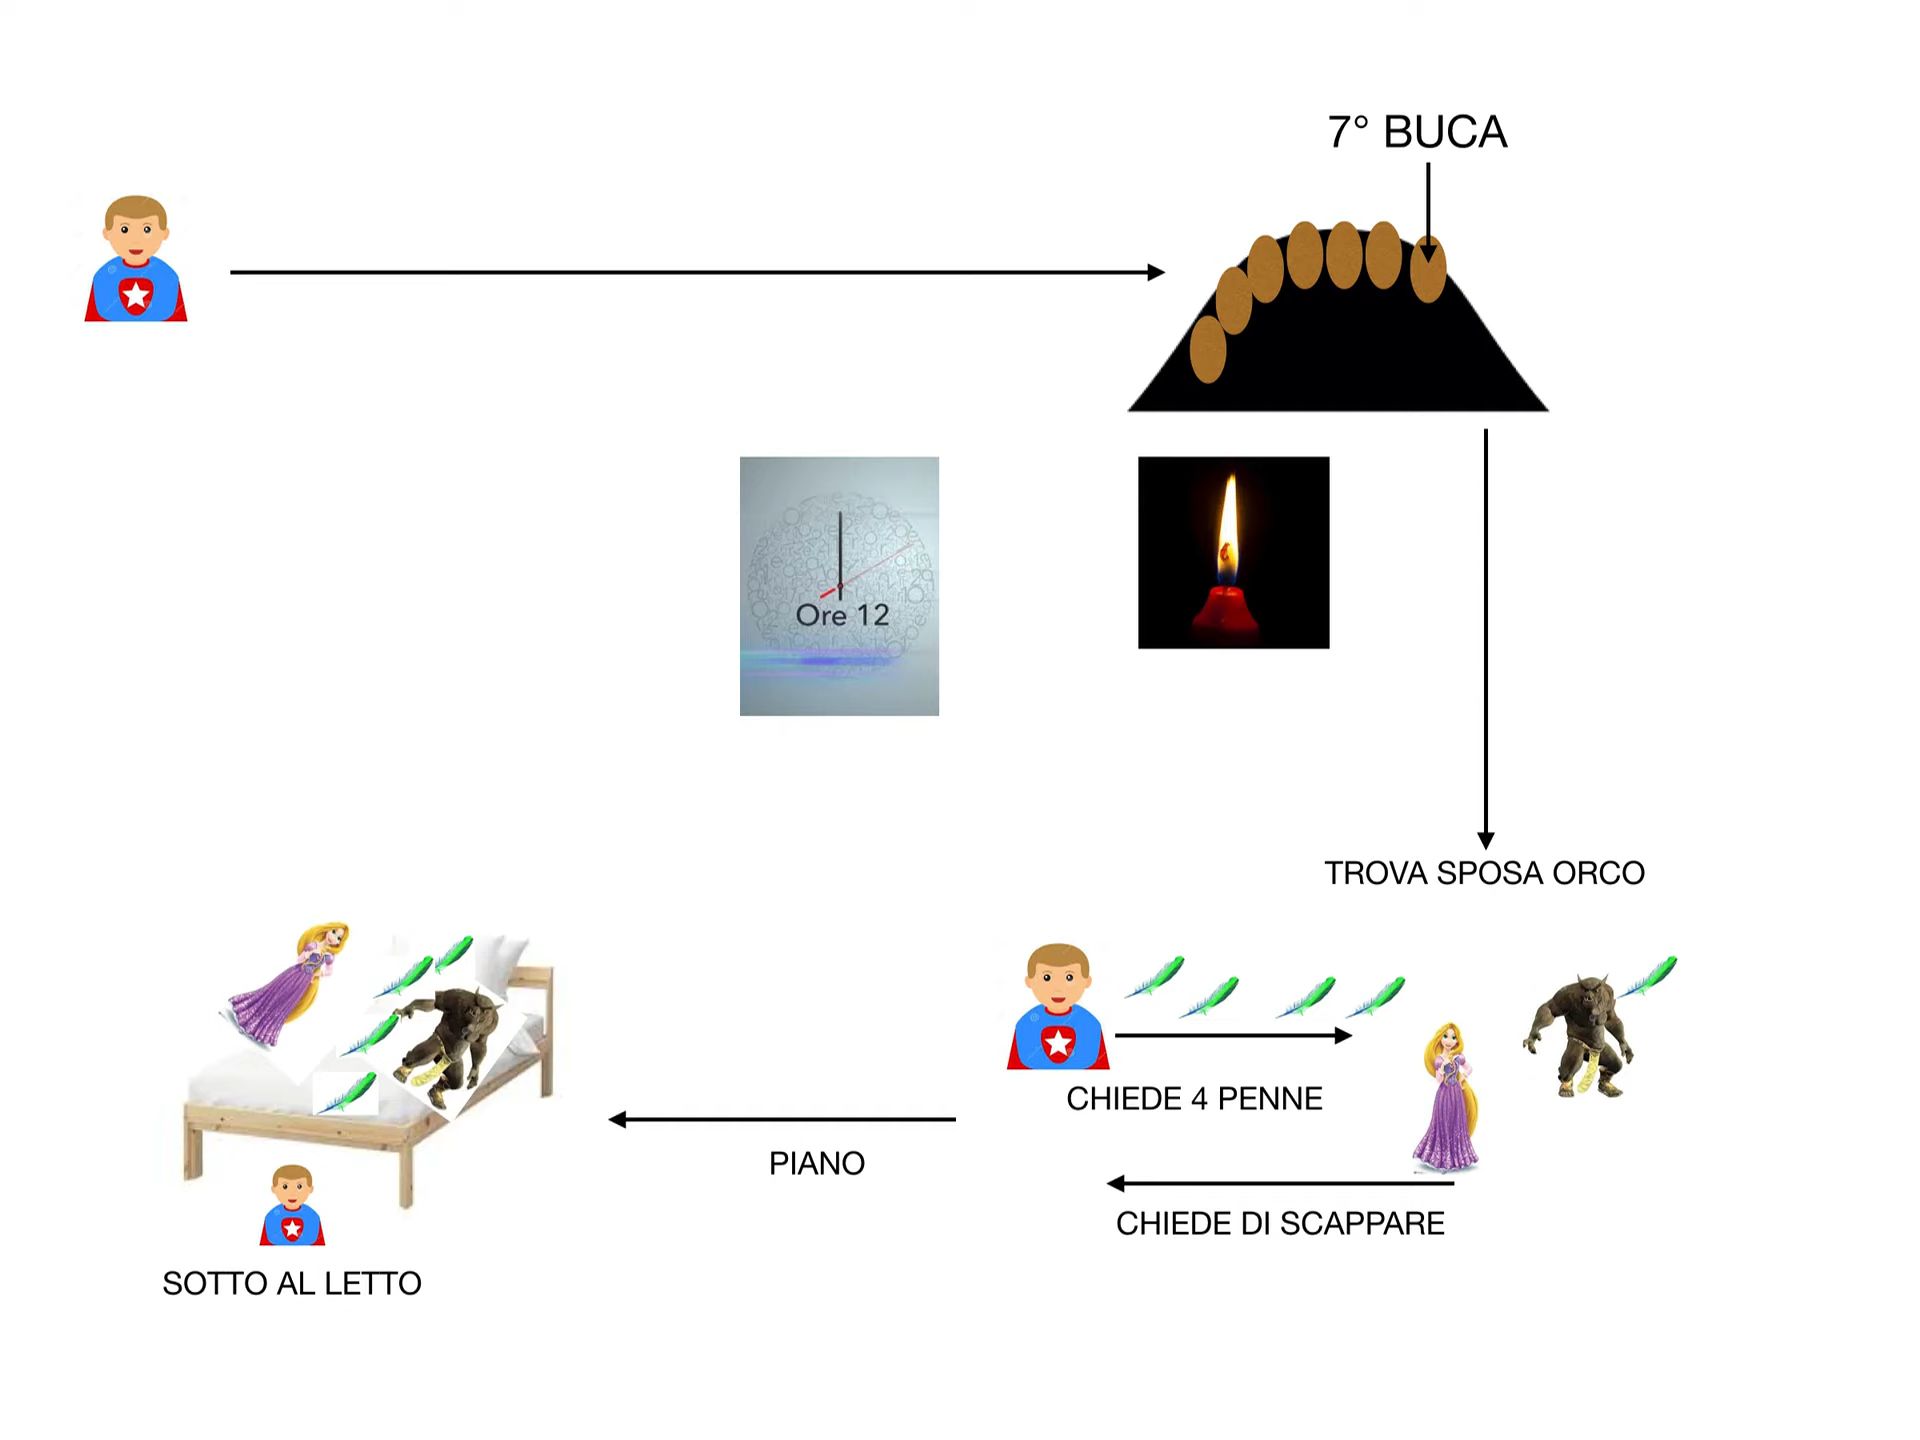 7° BUCA
Ore 12
TROVA SPOSA ORCO
CHIEDE 4 PENNE
PIANO
CHIEDE DI SCAPPARE
SOTTO AL LETTO